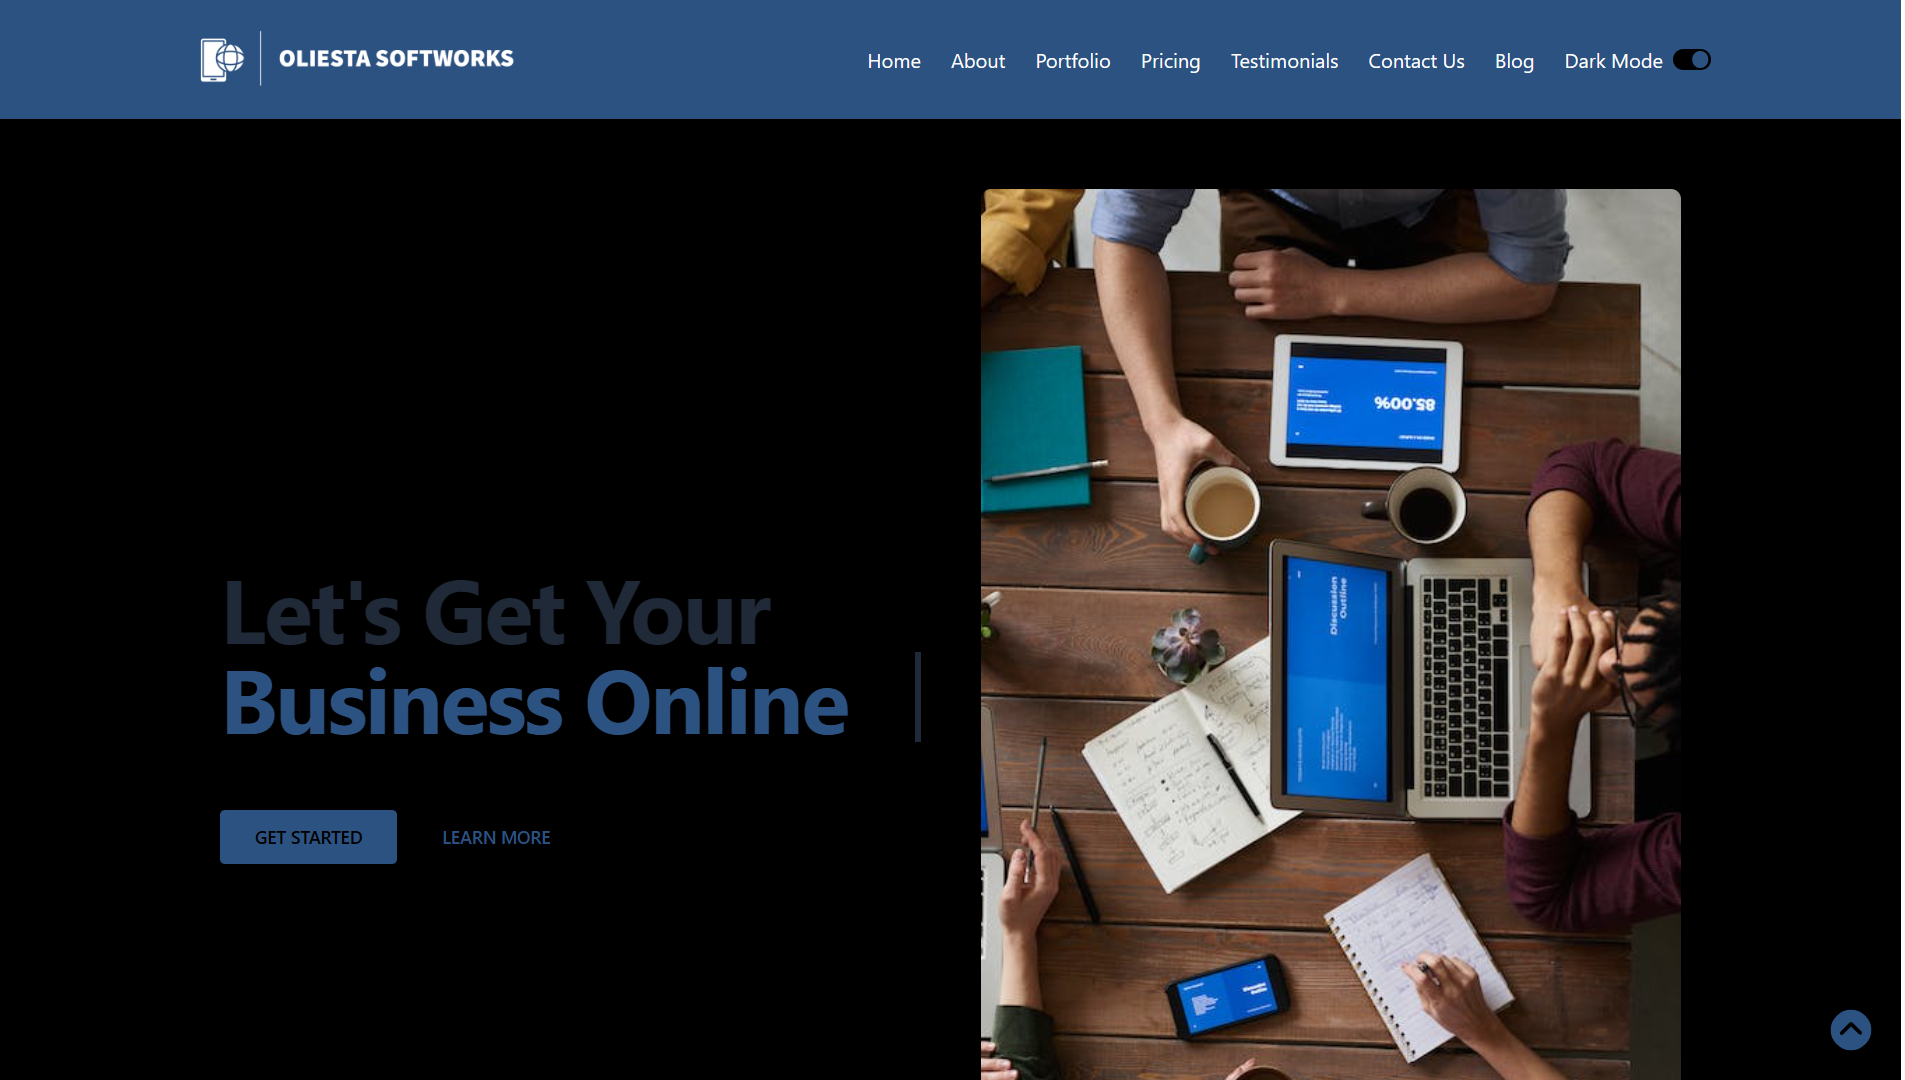 OLIESTA SOFTWORKS
Home
About
Portfolio
Pricing
Testimonials
Contact Us
Blog
Dark Mode
85.00%
Let's Get Your
Business Online
Discussion
Outline
GET STARTED
LEARN MORE